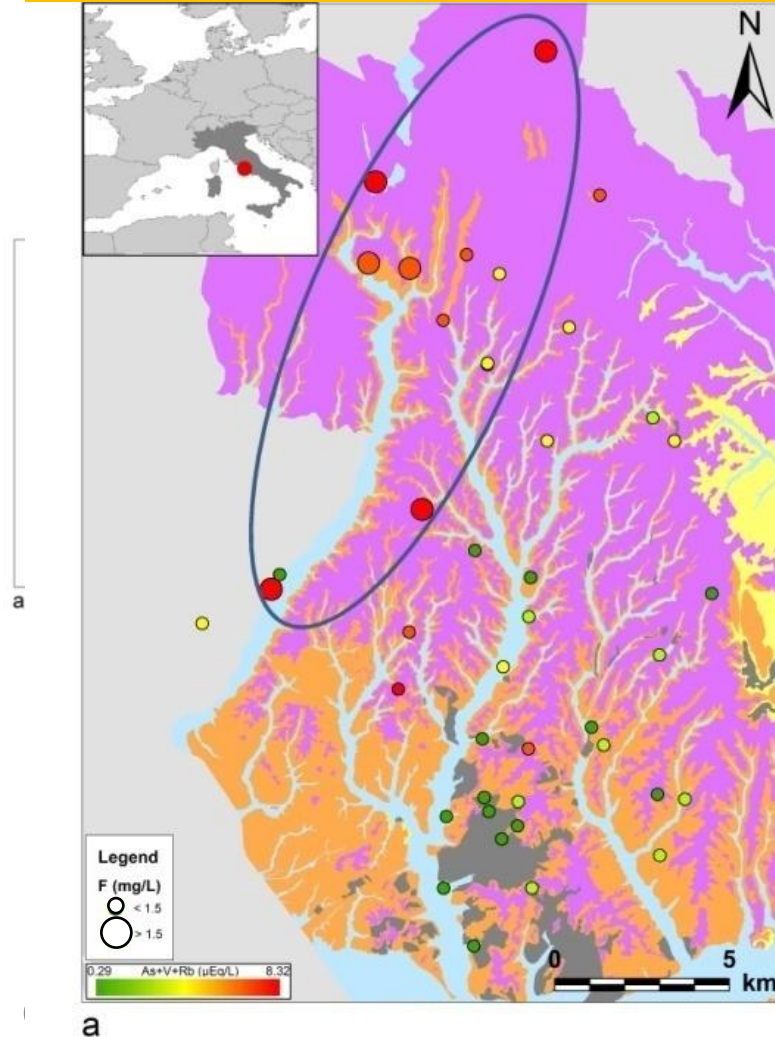 N
a
Legend
F (mg/L)
< 1.5
> 1.5
0.29 As+V+Rb (µEq/L) 8.32
0 5
km
a